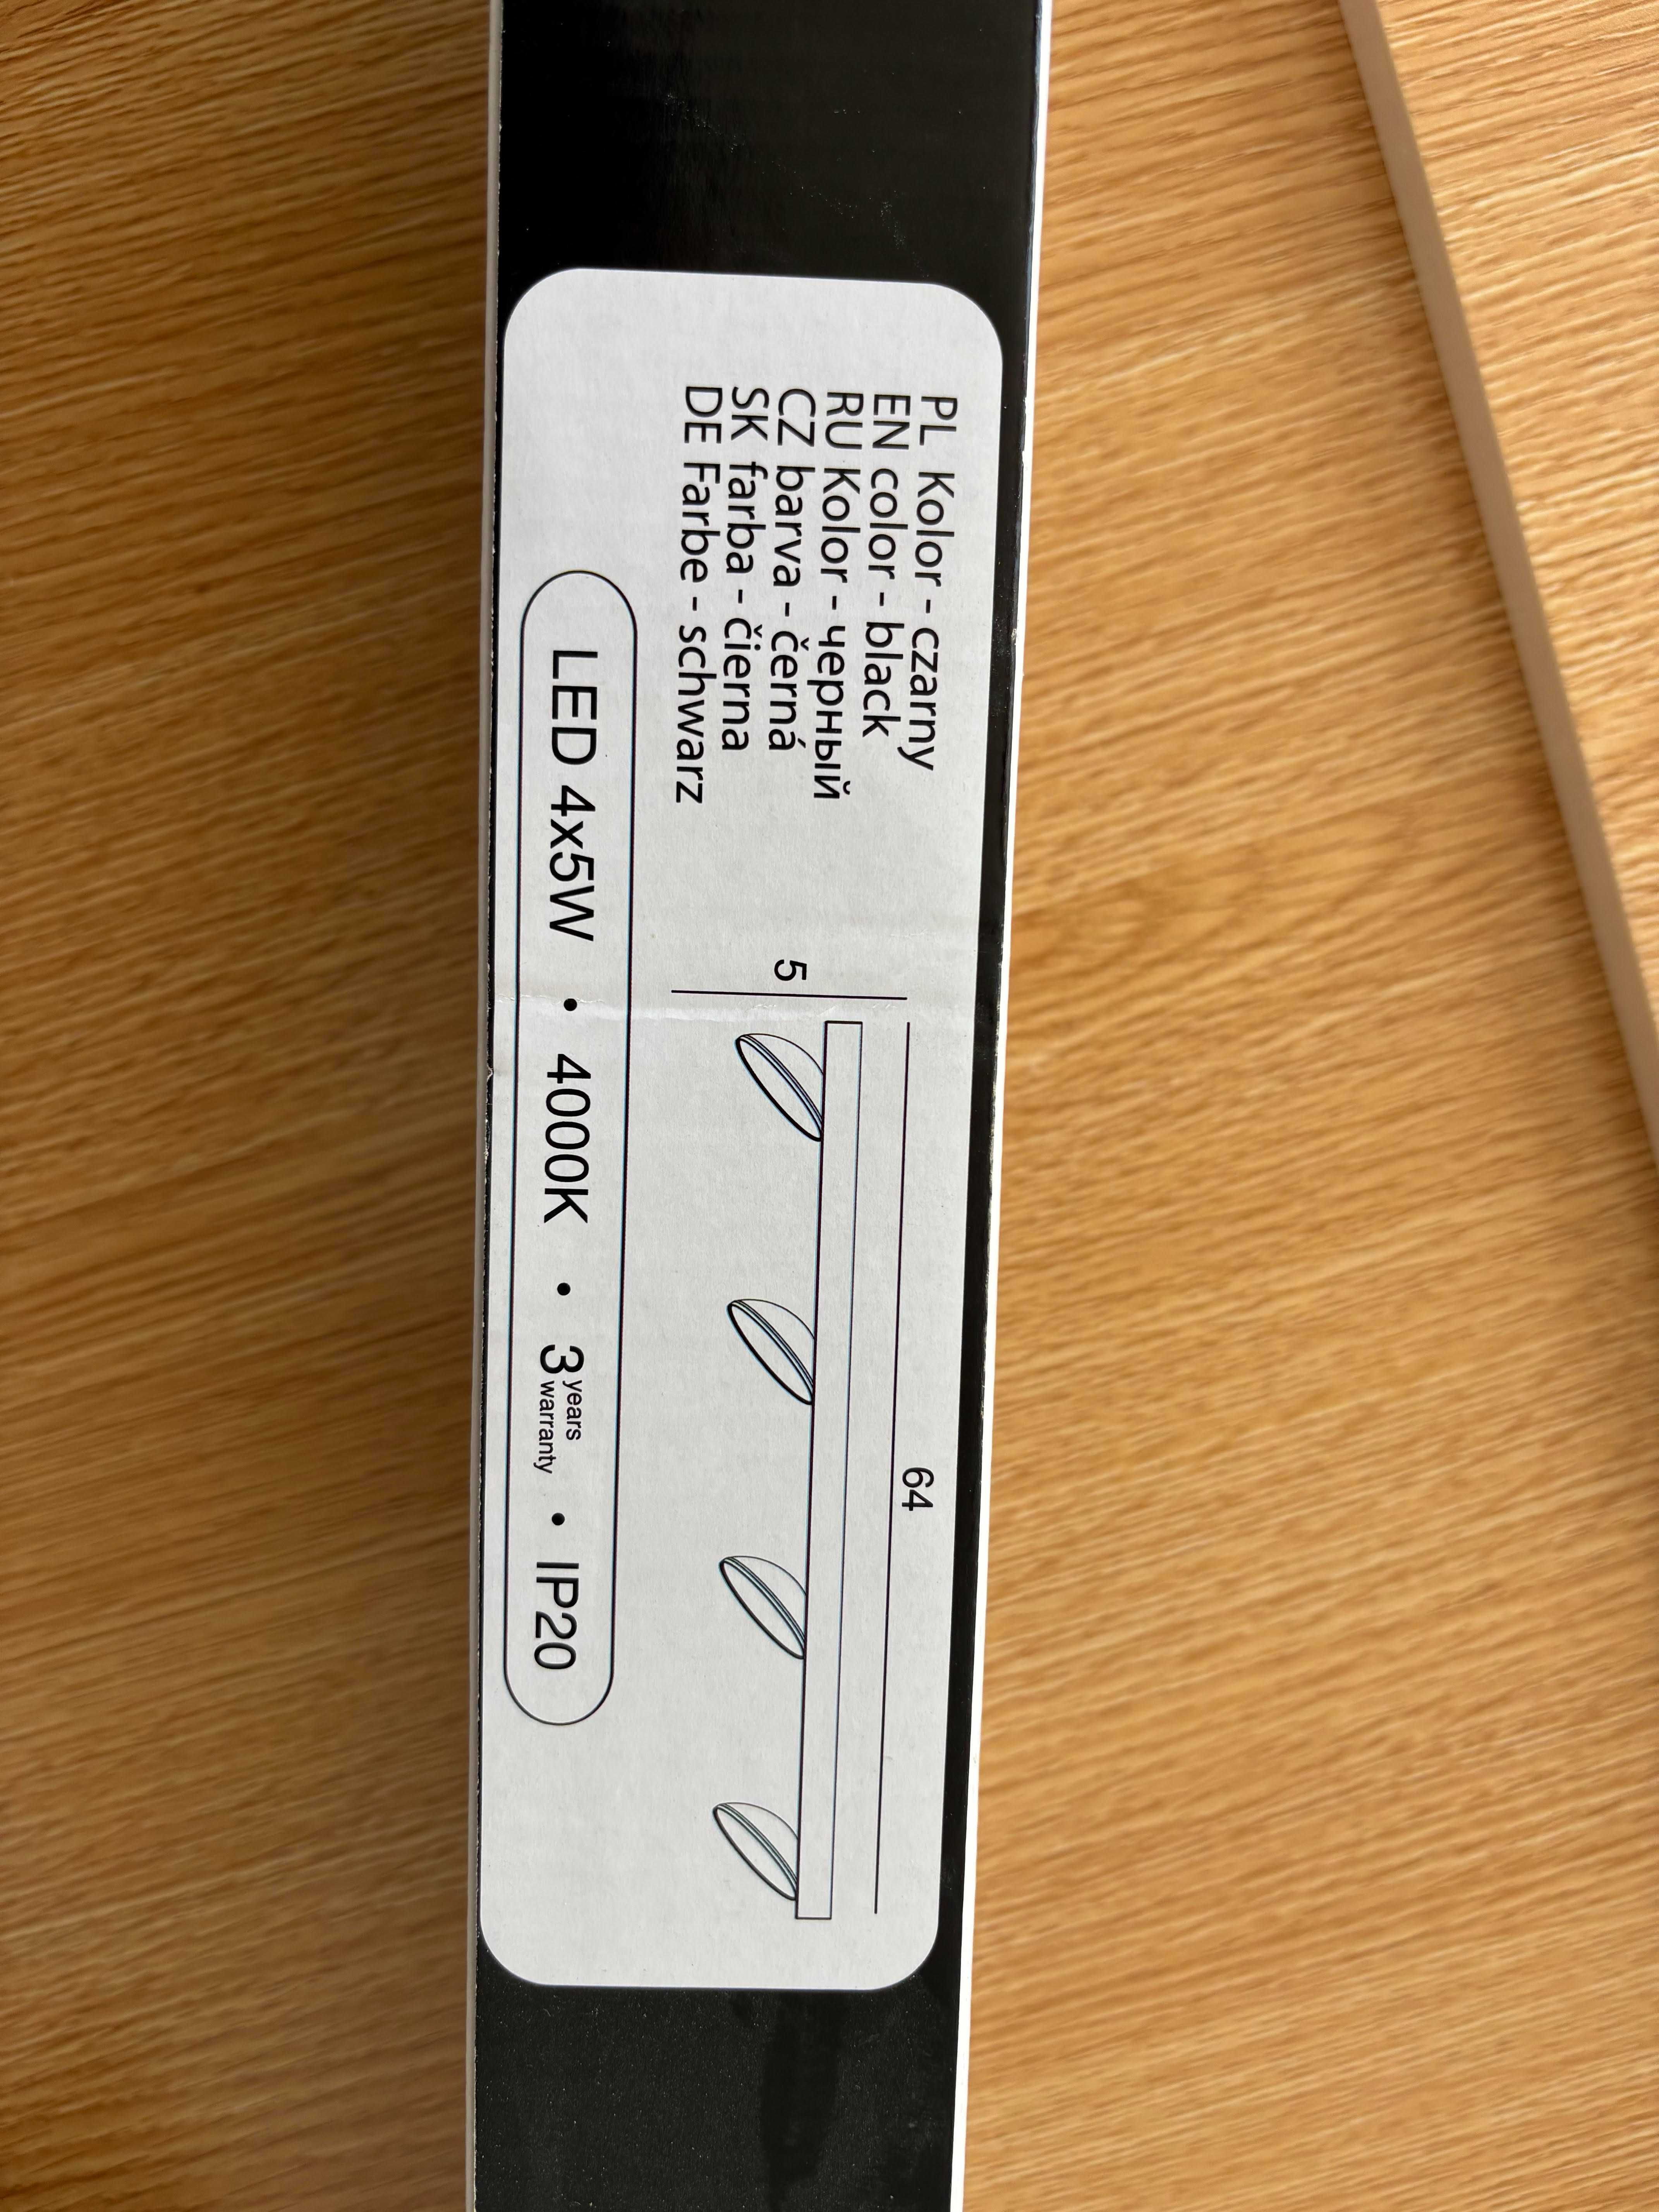 PL Kolor - czarny
EN color - black
RU Kolor - черный
CZ barva - černá
SK farba - čierna
DE Farbe - schwarz
64
5
LED 4x5W • 4000K • 3 years warranty • IP20